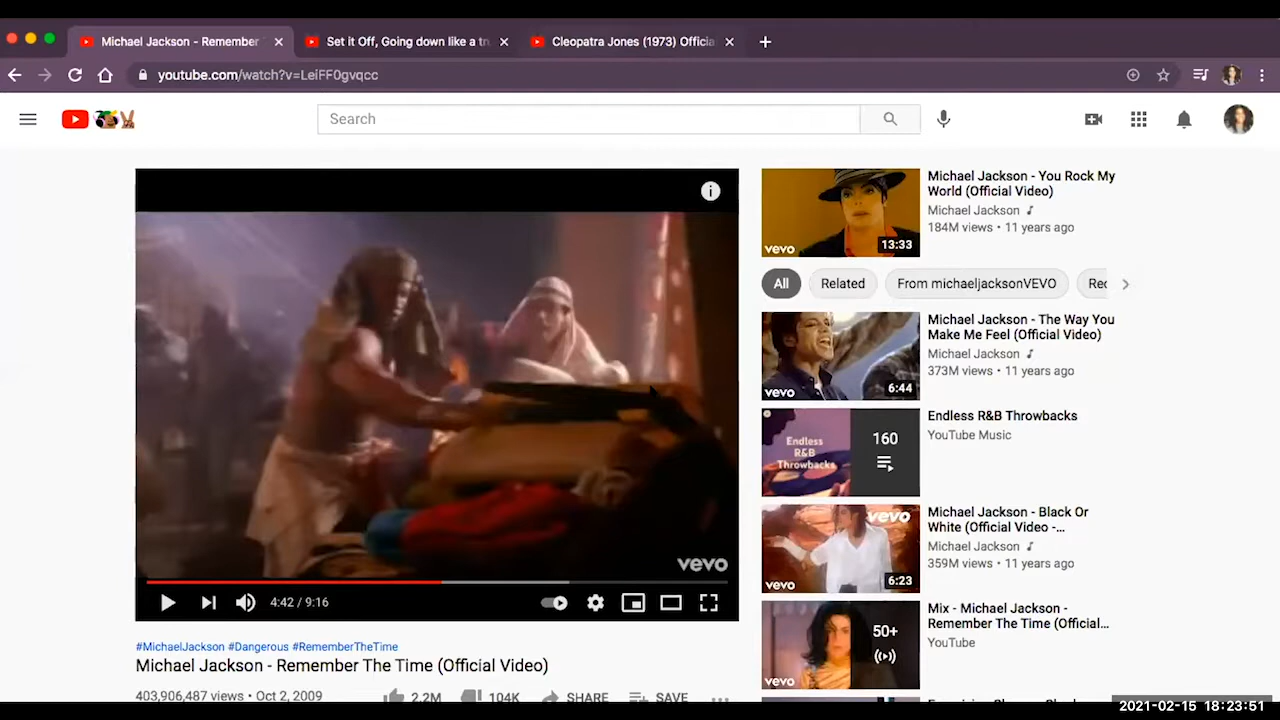 Michael Jackson - Remember
Set it Off, Going down like a tr
Cleopatra Jones (1973) Officia
youtube.com/watch?v=LeiFF0gvqcc
Search
Michael Jackson - You Rock My
World (Official Video)
Michael Jackson
184M views • 11 years ago
vevo
13:33
All
Related
From michaeljacksonVEVO
Rec
Michael Jackson - The Way You
Make Me Feel (Official Video)
Michael Jackson
373M views • 11 years ago
vevo
6:44
Endless R&B Throwbacks
YouTube Music
Endless
R&B
Throwbacks
160
Michael Jackson - Black Or
White (Official Video -...
Michael Jackson
359M views • 11 years ago
vevo
vevo
6:23
Mix - Michael Jackson -
Remember The Time (Official...
YouTube
50+
vevo
vevo
4:42 / 9:16
#MichaelJackson #Dangerous #RememberTheTime
Michael Jackson - Remember The Time (Official Video)
403,906,487 views • Oct 2, 2009
2.2M
104K
SHARE
SAVE
2021-02-15 18:23:51